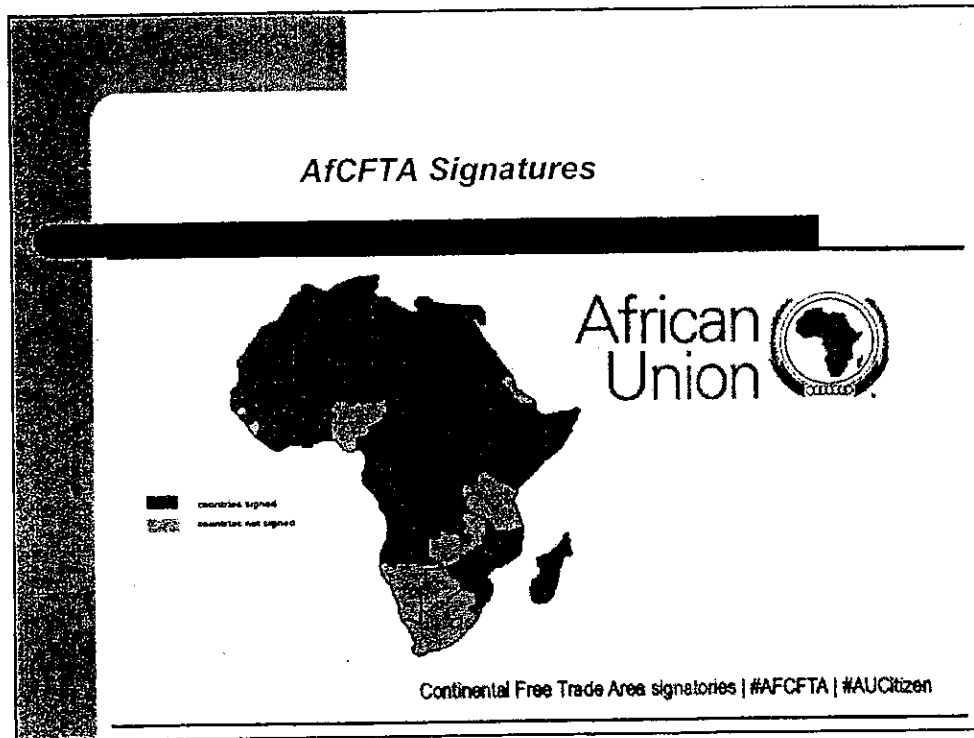 AfCFTA Signatures
African
Union
countries signed
countries not signed
Continental Free Trade Area signatories | #AFCFTA | #AUCitizen